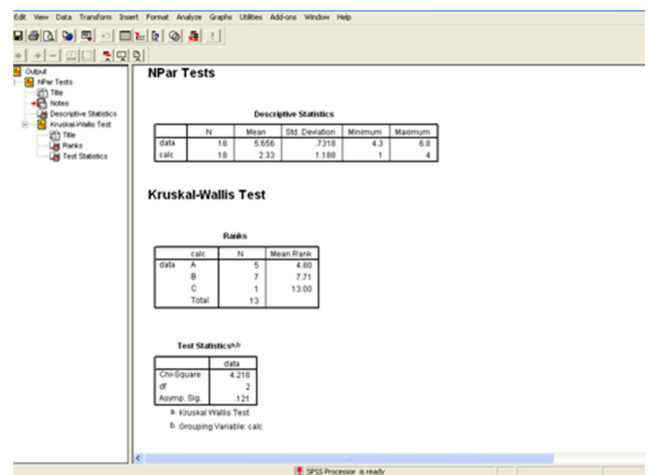 Edit View Data Transform Insert Format Analyze Graphs Utilities Add-ons Window Help
Output
NPar Tests
Title
Notes
Descriptive Statistics
Kruskal-Wallis Test
Title
Ranks
Test Statistics
NPar Tests
Descriptive Statistics
N Mean Std. Deviation Minimum Maximum
data 18 5.656 .7318 4.3 6.8
calc 18 2.33 1.188 1 4
Kruskal-Wallis Test
Ranks
calc N Mean Rank
data A 5 4.80
B 7 7.71
C 1 13.00
Total 13
Test Statistics a,b
data
Chi-Square 4.216
df 2
Asymp. Sig. .121
a. Kruskal Wallis Test
b. Grouping Variable: calc
SPSS Processor is ready